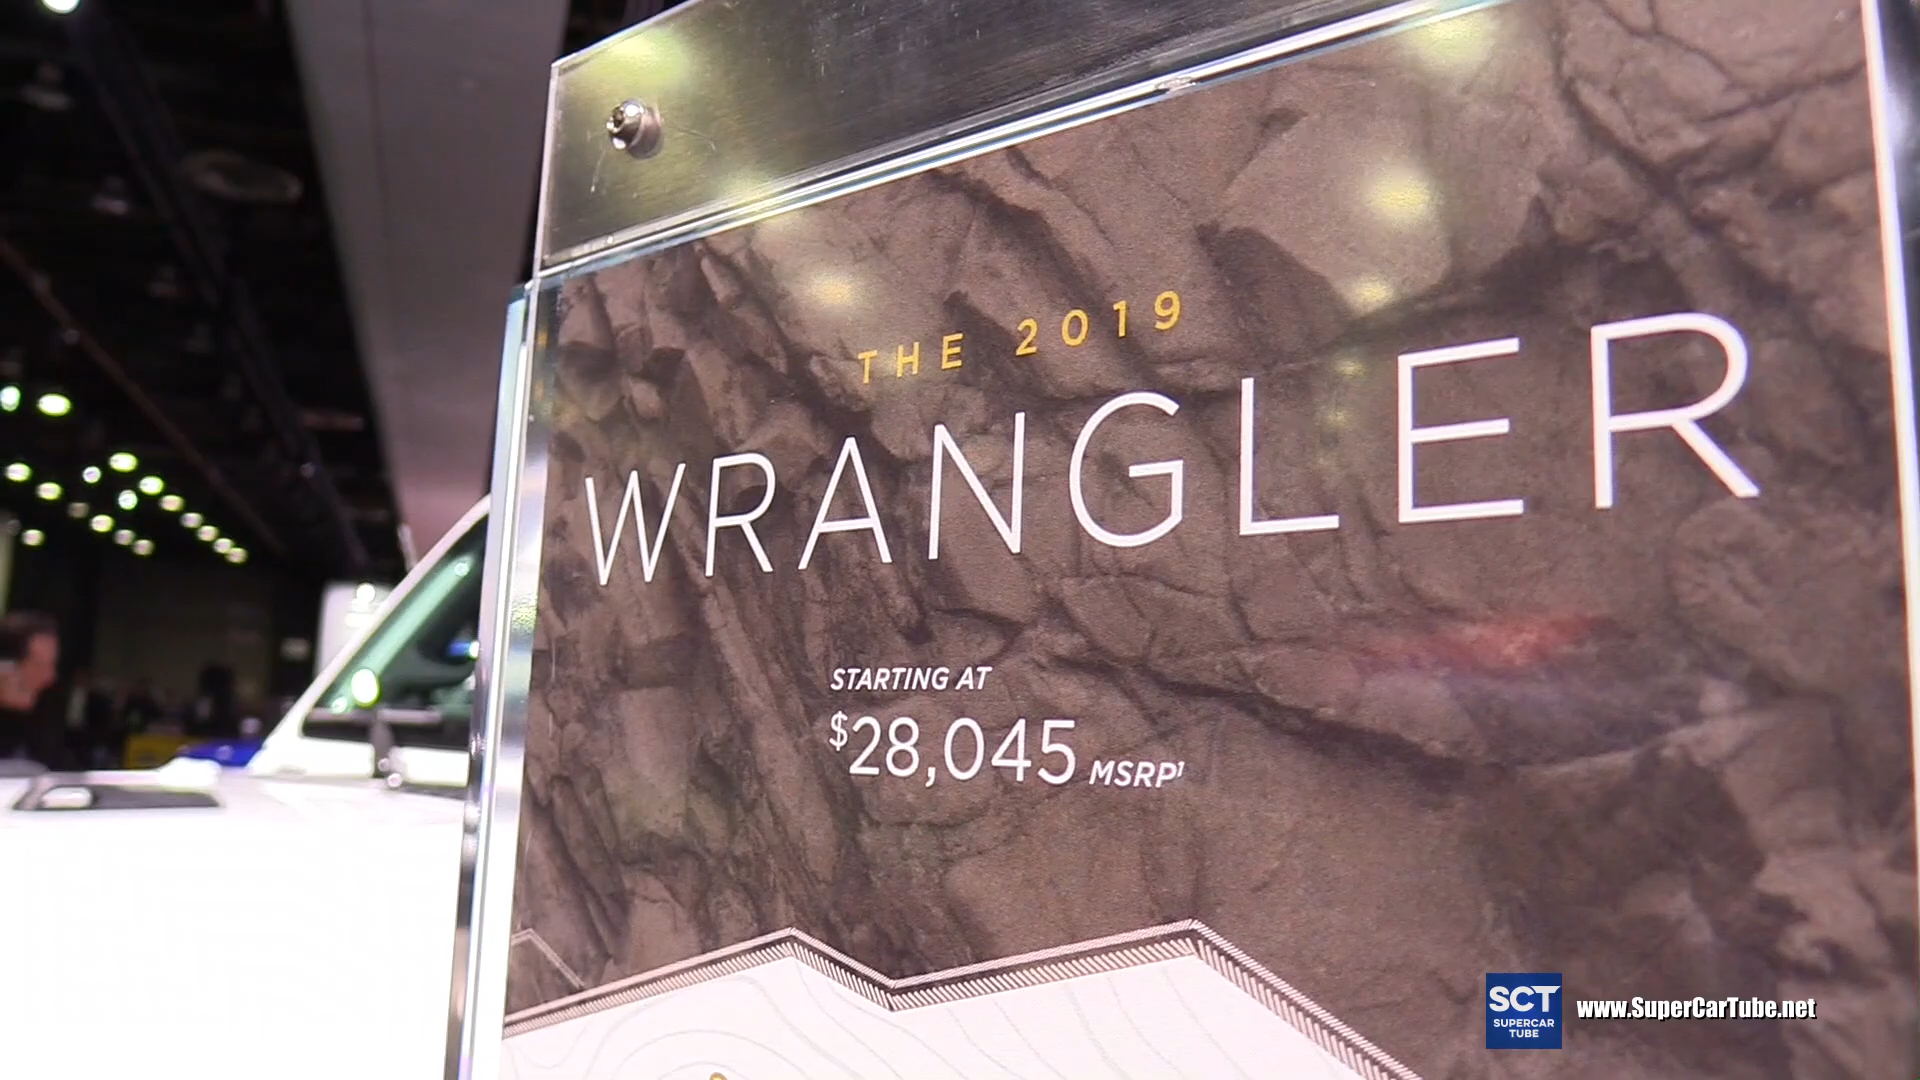 THE 2019
WRANGLER
STARTING AT
$28,045 MSRP¹
SCT
SUPERCAR
TUBE
www.SuperCarTube.net